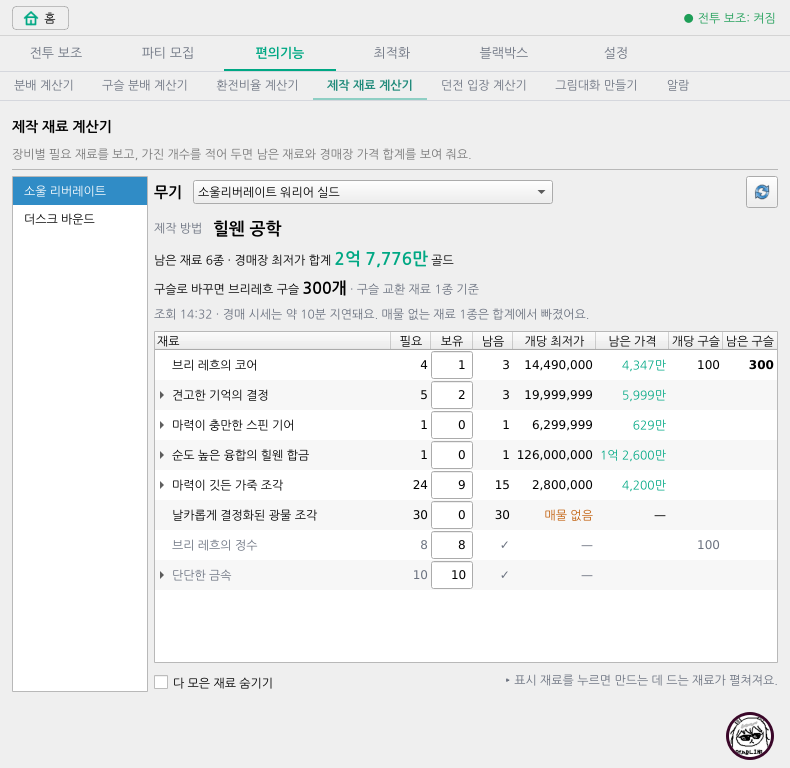 홈
전투 보조: 켜짐
전투 보조 파티 모집 편의기능 최적화 블랙박스 설정
분배 계산기 구슬 분배 계산기 환전비율 계산기 제작 재료 계산기 던전 입장 계산기 그림대화 만들기 알람
제작 재료 계산기
장비별 필요 재료를 보고, 가진 개수를 적어 두면 남은 재료와 경매장 가격 합계를 보여 줘요.
소울 리버레이트
더스크 바운드
무기 소울리버레이트 워리어 실드
제작 방법 힐웬 공학
남은 재료 6종 · 경매장 최저가 합계 2억 7,776만 골드
구슬로 바꾸면 브리레흐 구슬 300개 · 구슬 교환 재료 1종 기준
조회 14:32 · 경매 시세는 약 10분 지연돼요. 매물 없는 재료 1종은 합계에서 빠졌어요.
재료 필요 보유 남음 개당 최저가 남은 가격 개당 구슬 남은 구슬
브리 레흐의 코어 4 1 3 14,490,000 4,347만 100 300
견고한 기억의 결정 5 2 3 19,999,999 5,999만
마력이 충만한 스핀 기어 1 0 1 6,299,999 629만
순도 높은 융합의 힐웬 합금 1 0 1 126,000,000 1억 2,600만
마력이 깃든 가죽 조각 24 9 15 2,800,000 4,200만
날카롭게 결정화된 광물 조각 30 0 30 매물 없음 —
브리 레흐의 정수 8 8 ✓ — 100
단단한 금속 10 10 ✓ —
다 모은 재료 숨기기
‣ 표시 재료를 누르면 만드는 데 드는 재료가 펼쳐져요.